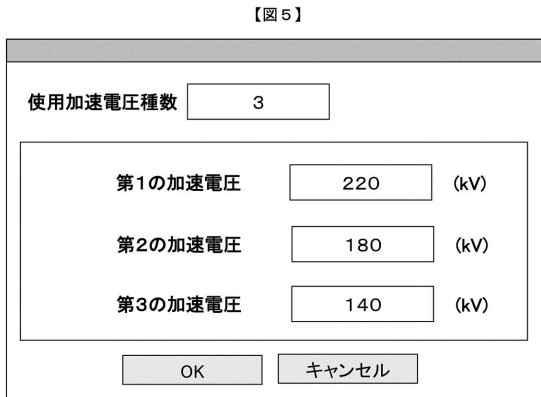 【図5】
使用加速電圧種数 3
第1の加速電圧 220 (kV)
第2の加速電圧 180 (kV)
第3の加速電圧 140 (kV)
OK キャンセル